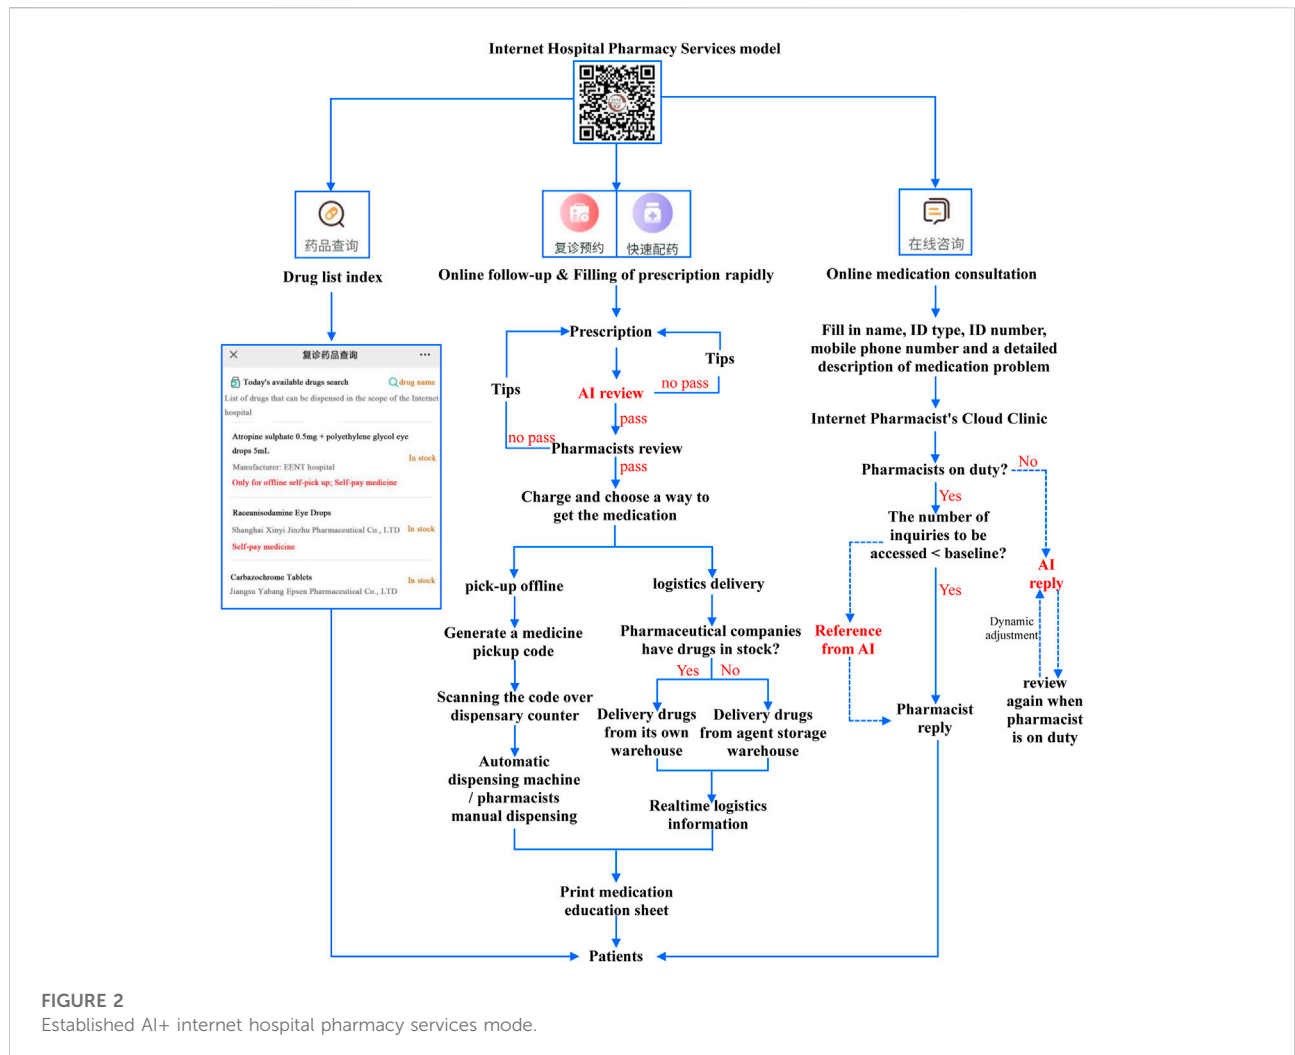 Internet Hospital Pharmacy Services model
药品查询
复诊预约
快速配药
在线咨询
Drug list index
Online follow-up & Filling of prescription rapidly
Online medication consultation
复诊药品查询
Today's available drugs search
drug name
List of drugs that can be dispensed in the scope of the Internet
hospital
Atropine sulphate 0.5mg + polyethylene glycol eye
drops 5mL
In stock
Manufacturer: EENT hospital
Only for offline self-pick up; Self-pay medicine
Raceanisodamine Eye Drops
Shanghai Xinyi Jinzhu Pharmaceutical Co., LTD
In stock
Self-pay medicine
Carbazochrome Tablets
In stock
Jiangsu Yabang Epsen Pharmaceutical Co., LTD
Prescription
Tips
Tips
AI review
no pass
pass
no pass
Pharmacists review
pass
Charge and choose a way to
get the medication
pick-up offline
logistics delivery
Generate a medicine
pickup code
Pharmaceutical companies
have drugs in stock?
Yes
No
Scanning the code over
dispensary counter
Delivery drugs
from its own
warehouse
Delivery drugs
from agent storage
warehouse
Automatic
dispensing machine
/ pharmacists
manual dispensing
Realtime logistics
information
Print medication
education sheet
Patients
Fill in name, ID type, ID number,
mobile phone number and a detailed
description of medication problem
Internet Pharmacist's Cloud Clinic
Pharmacists on duty?
No
Yes
The number of
inquiries to be
accessed < baseline?
AI
reply
Yes
Reference
from AI
Dynamic
adjustment
review
again when
pharmacist
is on duty
Pharmacist
reply
FIGURE 2
Established AI+ internet hospital pharmacy services mode.